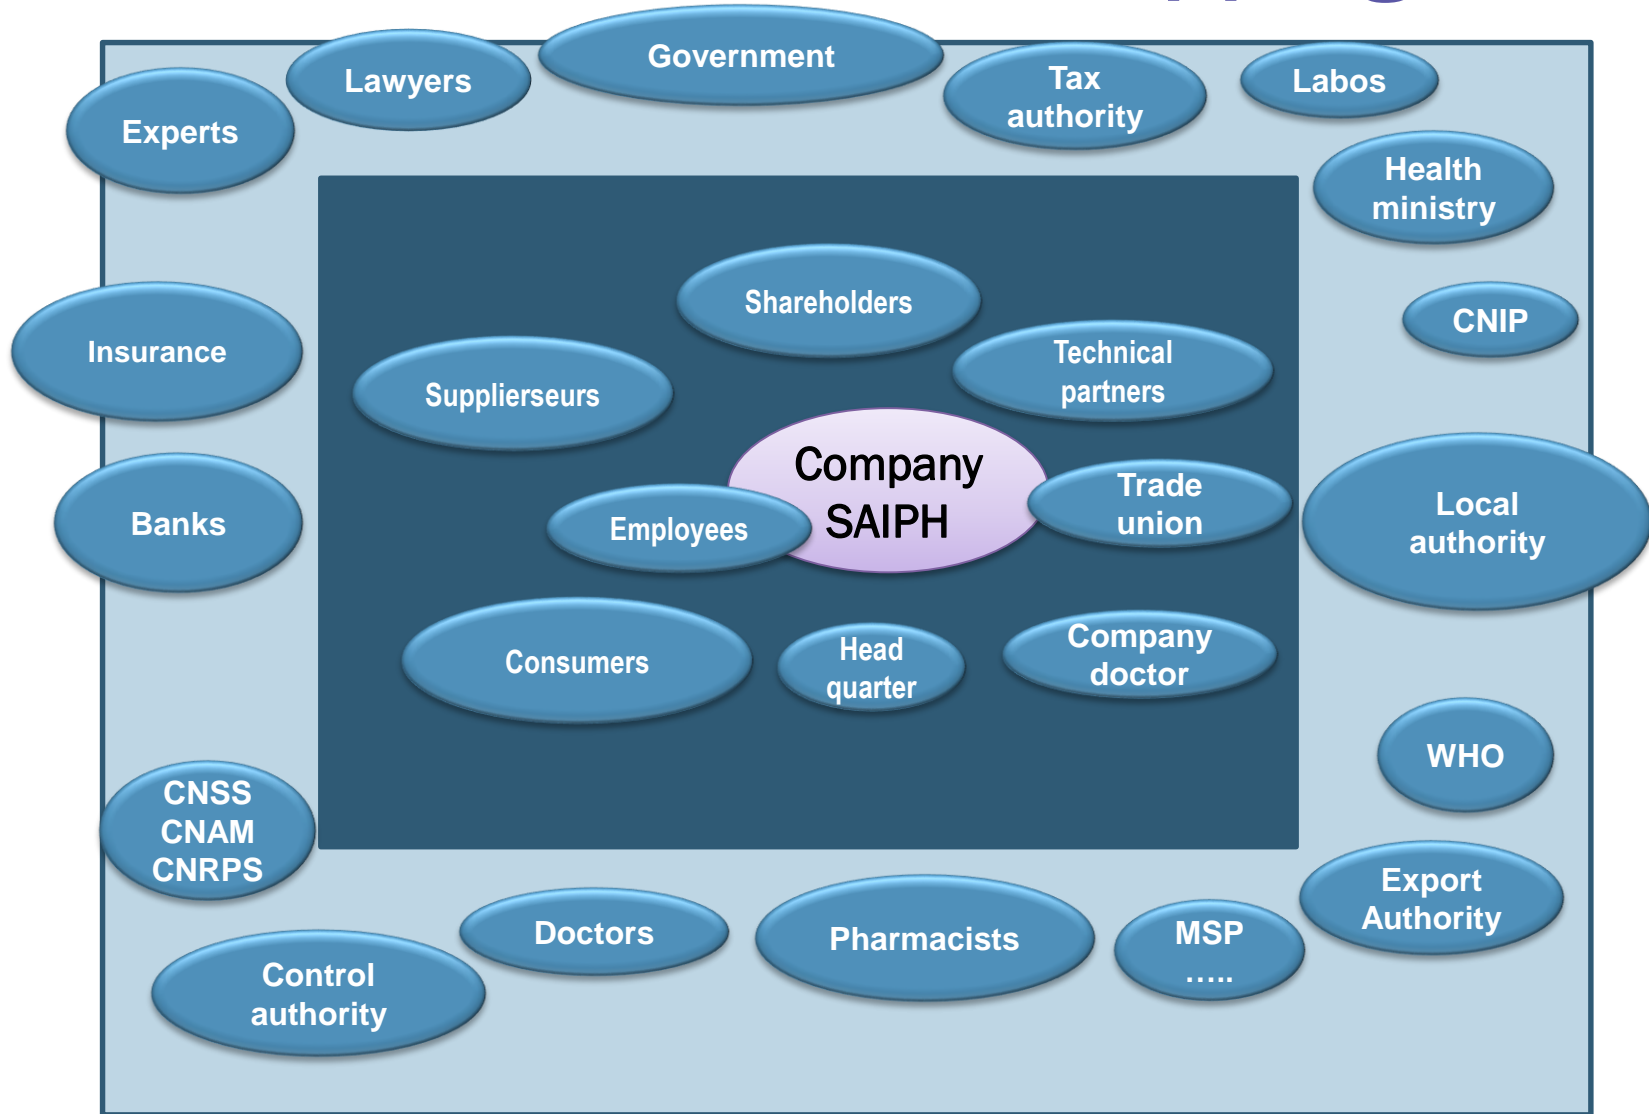 Government
Lawyers
Tax
authority
Labos
Experts
Health
ministry
Shareholders
CNIP
Insurance
Technical
partners
Supplierseurs
Company
SAIPH
Trade
union
Local
authority
Banks
Employees
Company
doctor
Head
quarter
Consumers
WHO
CNSS
CNAM
CNRPS
Export
Authority
Doctors
Pharmacists
MSP
…..
Control
authority